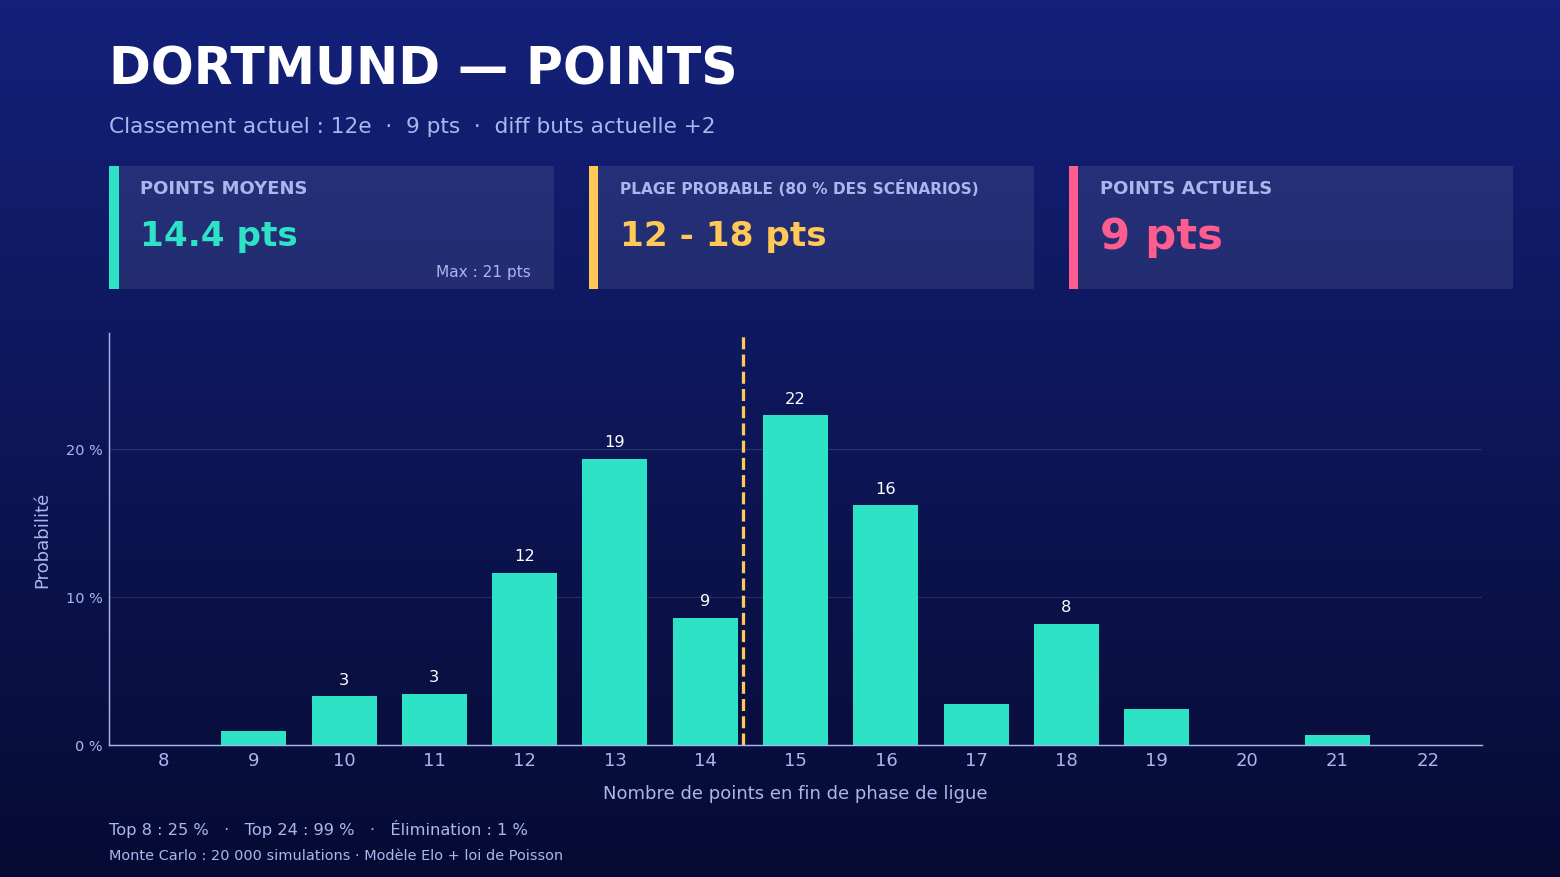 DORTMUND — POINTS
Classement actuel : 12e · 9 pts · diff buts actuelle +2
POINTS MOYENS
14.4 pts
Max : 21 pts
PLAGE PROBABLE (80 % DES SCÉNARIOS)
12 - 18 pts
POINTS ACTUELS
9 pts
Probabilité
20 %
10 %
0 %
3
3
12
19
9
22
16
8
8 9 10 11 12 13 14 15 16 17 18 19 20 21 22
Nombre de points en fin de phase de ligue
Top 8 : 25 % · Top 24 : 99 % · Élimination : 1 %
Monte Carlo : 20 000 simulations · Modèle Elo + loi de Poisson